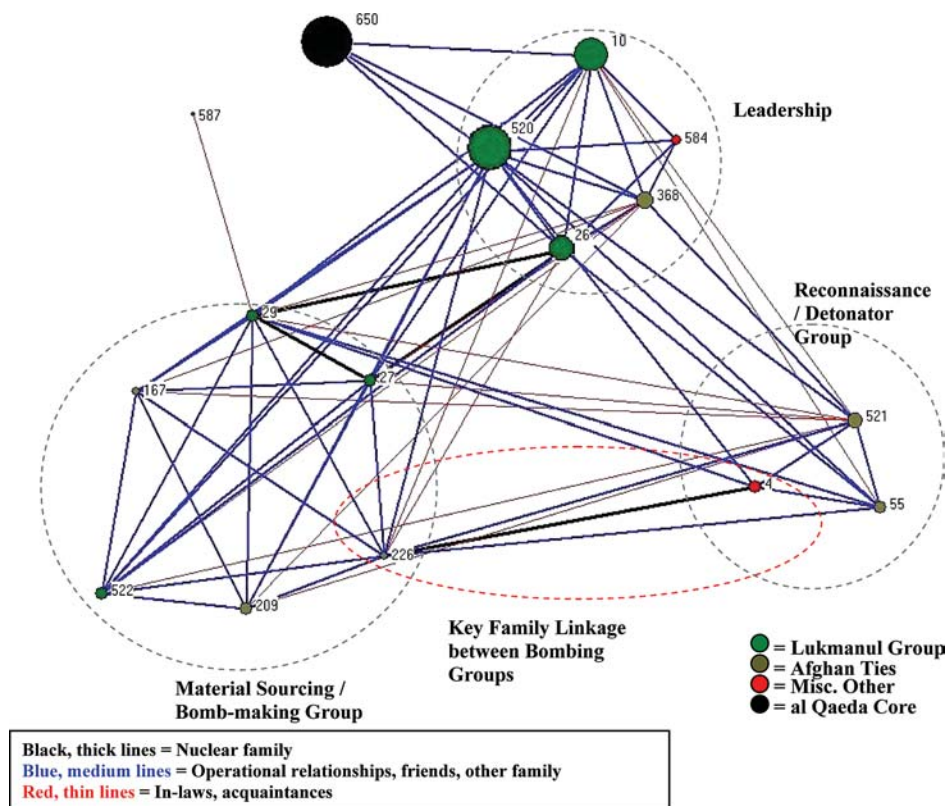 650
10
587
520
584
Leadership
368
26
Reconnaissance
/ Detonator
Group
29
27
167
521
4
55
226
522
209
Key Family Linkage
between Bombing
Groups
Material Sourcing /
Bomb-making Group
= Lukmanul Group
= Afghan Ties
= Misc. Other
= al Qaeda Core
Black, thick lines = Nuclear family
Blue, medium lines = Operational relationships, friends, other family
Red, thin lines = In-laws, acquaintances